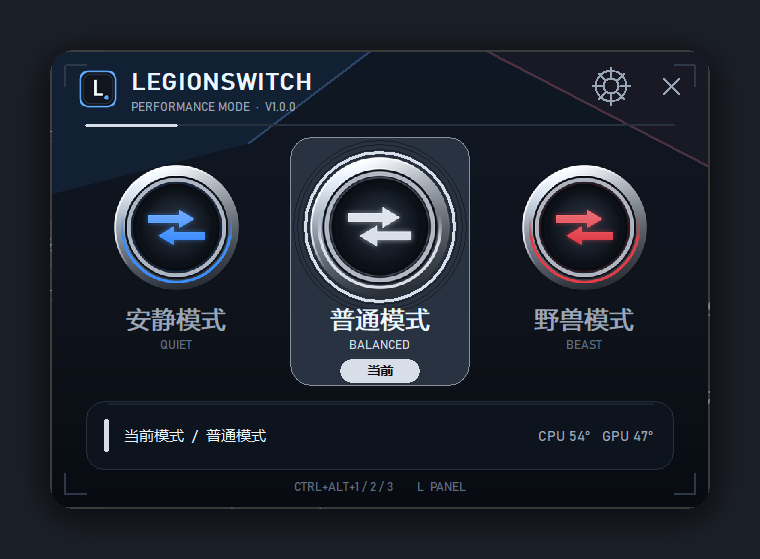 L.
LEGIONSWITCH
PERFORMANCE MODE · V1.0.0
安静模式
QUIET
普通模式
BALANCED
当前
野兽模式
BEAST
当前模式 / 普通模式
CPU 54° GPU 47°
CTRL+ALT+1 / 2 / 3 L PANEL